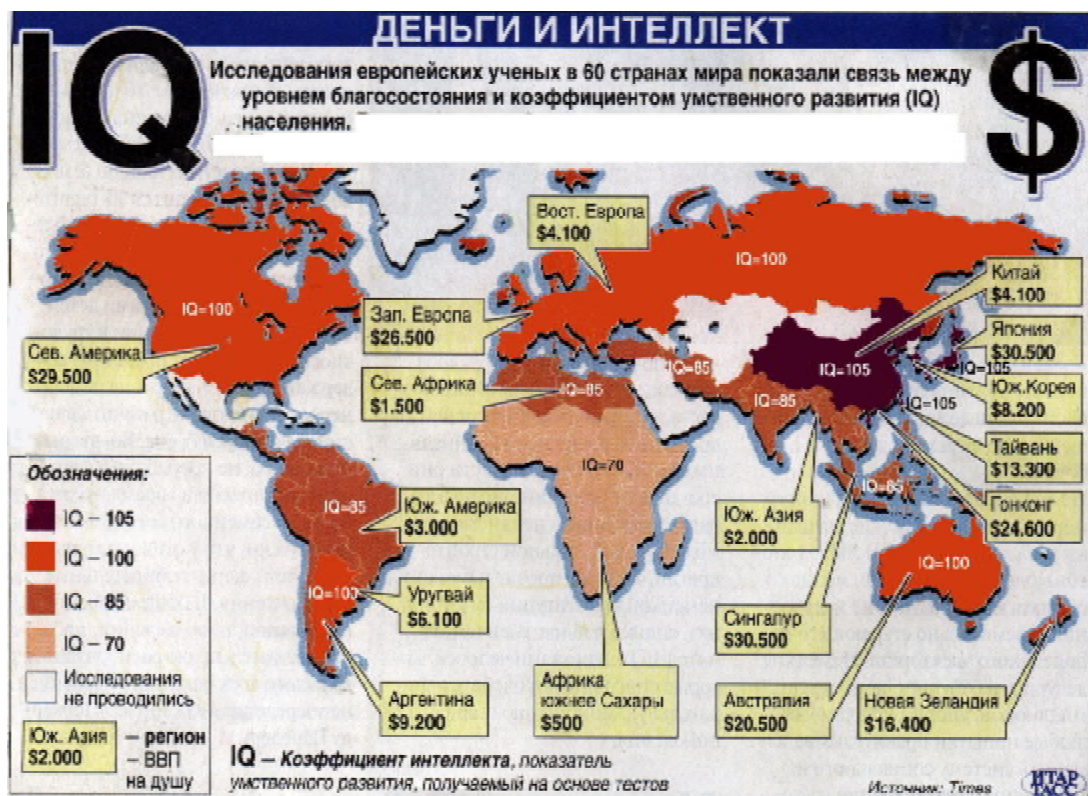 ДЕНЬГИ И ИНТЕЛЛЕКТ
IQ
$
Исследования европейских ученых в 60 странах мира показали связь между
уровнем благосостояния и коэффициентом умственного развития (IQ)
населения.
Вост. Европа
$4.100
IQ=100
IQ=100
Китай
$4.100
Зап. Европа
$26.500
Япония
$30.500
Сев. Америка
$29.500
IQ=85
IQ=105
IQ=105
Сев. Африка
$1.500
IQ=85
IQ=85
IQ=105
Юж.Корея
$8.200
Тайвань
$13.300
IQ=70
Обозначения:
IQ – 105
IQ – 100
IQ – 85
IQ – 70
Исследования
не проводились
Юж. Азия
$2.000
– регион
– ВВП
на душу
IQ=85
Юж. Америка
$3.000
Юж. Азия
$2.000
IQ=85
Гонконг
$24.600
IQ=100
IQ=100
Уругвай
$6.100
Сингапур
$30.500
Аргентина
$9.200
Африка
южнее Сахары
$500
Австралия
$20.500
Новая Зеландия
$16.400
IQ – Коэффициент интеллекта, показатель
умственного развития, получаемый на основе тестов
Источник: Times
ИТАР
ТАСС